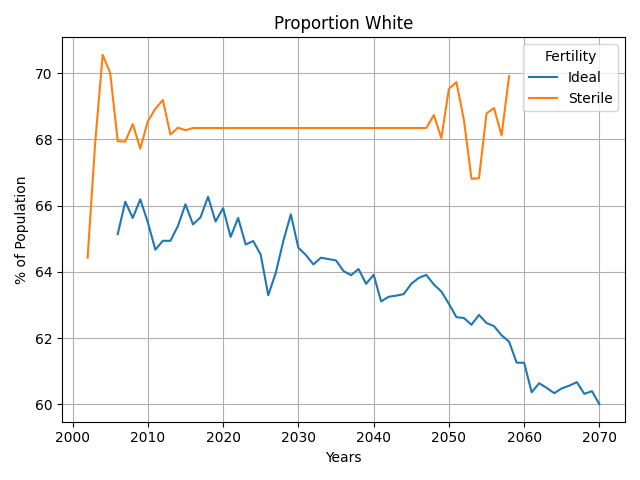 Proportion White
% of Population
70
68
66
64
62
60
Fertility
Ideal
Sterile
2000 2010 2020 2030 2040 2050 2060 2070
Years